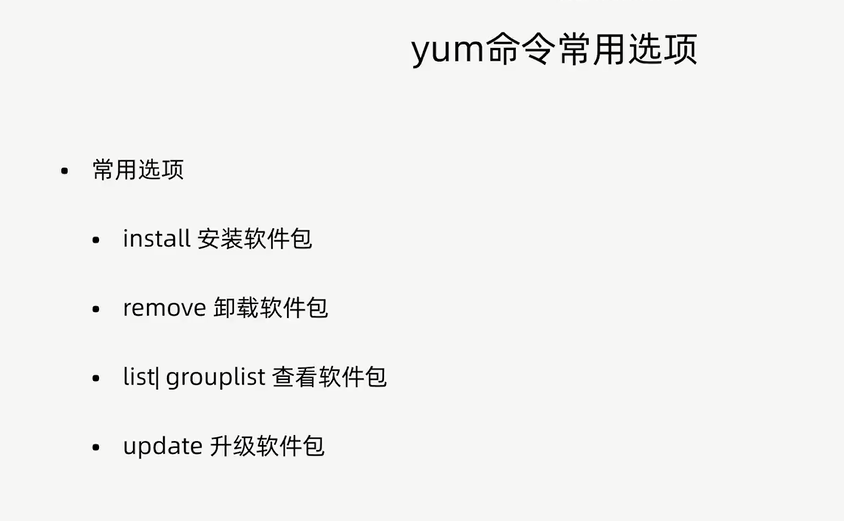 yum命令常用选项
常用选项
install 安装软件包
remove 卸载软件包
list| grouplist 查看软件包
update 升级软件包